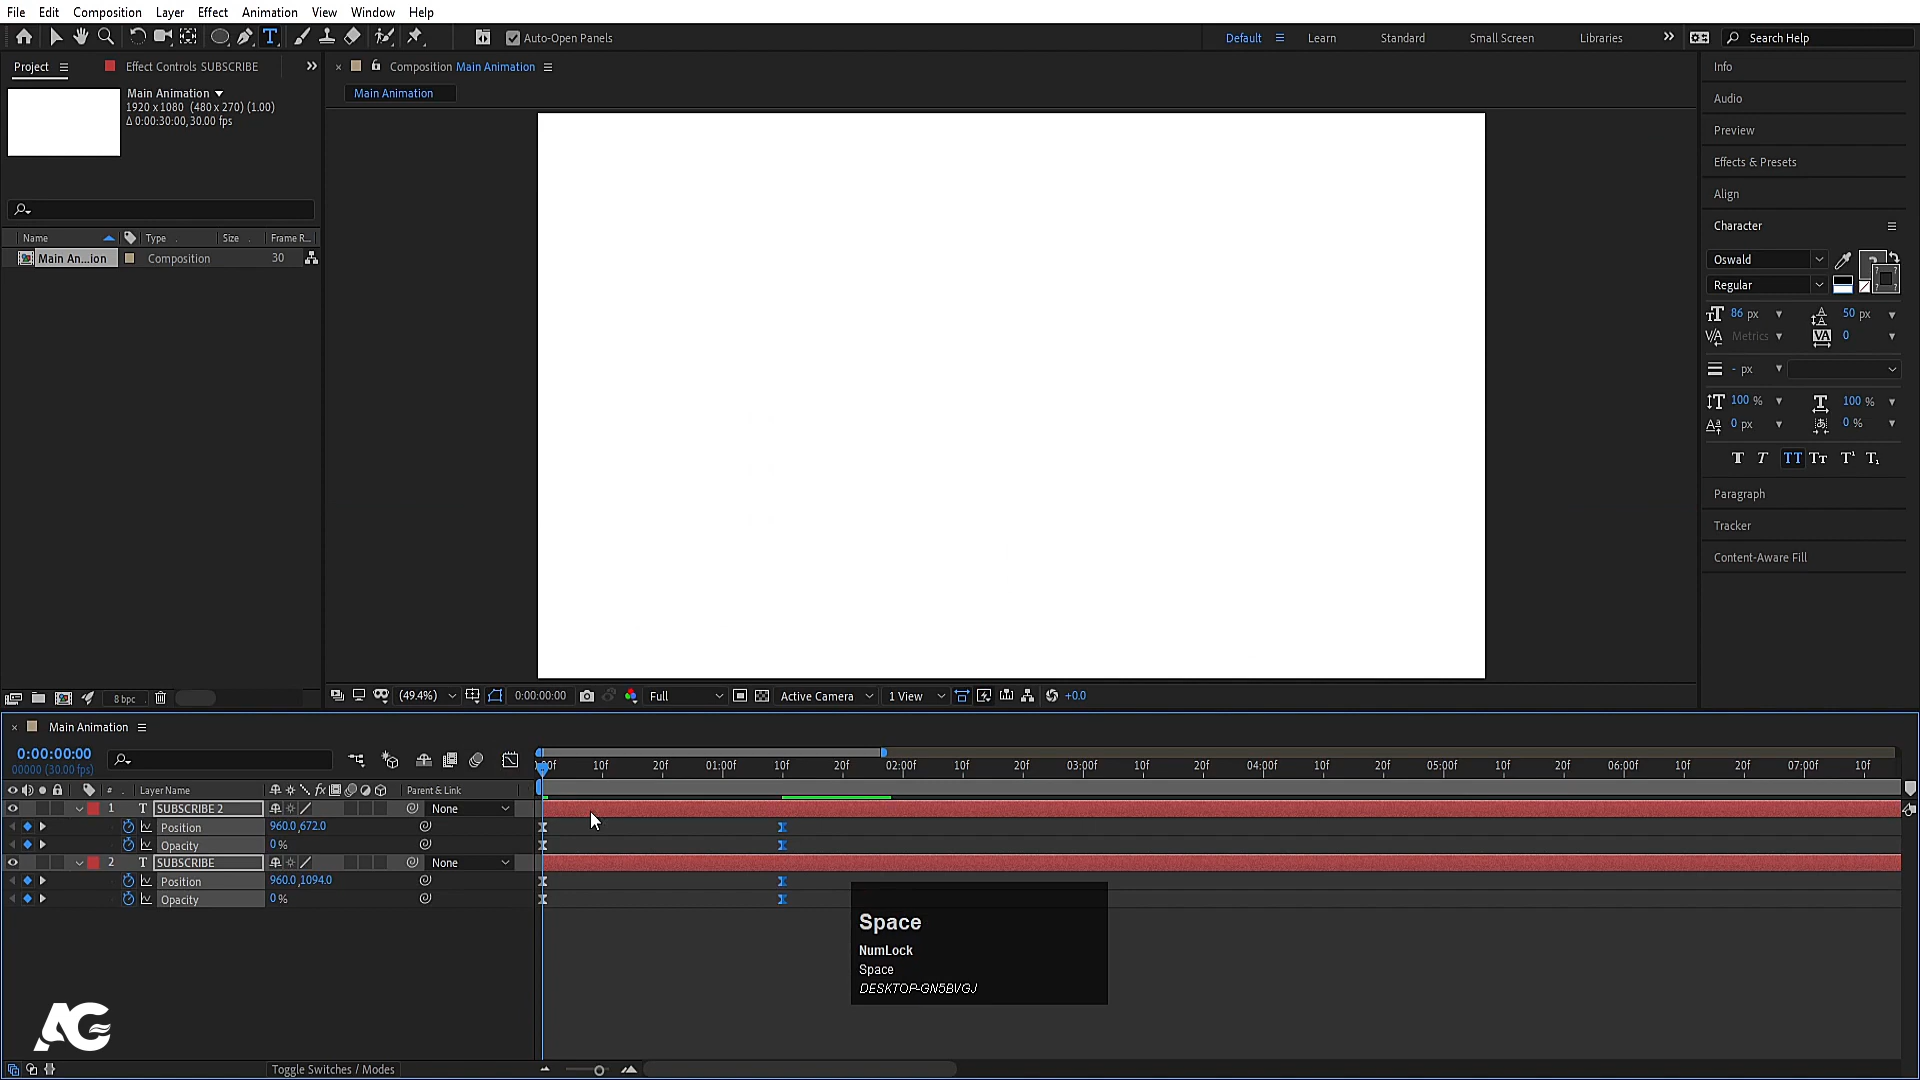 File Edit Composition Layer Effect Animation View Window Help
Auto-Open Panels Default Learn Standard Small Screen Libraries Search Help
Project Effect Controls SUBSCRIBE
Composition Main Animation
Info
Main Animation
1920 x 1080 (480 x 270) (1.00)
Δ 0:00:30:00, 30.00 fps
Main Animation
Audio
Preview
Effects & Presets
Align
Character
Name Type Size Frame R...
Main An...ion Composition 30
Oswald
Regular
86 px 50 px
Metrics 0
- px
100 % 100 %
0 px 0 %
Paragraph
Tracker
Content-Aware Fill
8 bpc
(49.4%) 0:00:00:00 Full Active Camera 1 View +0.0
Main Animation
0:00:00:00
00000 (30.00 fps)
10f 20f 01:00f 10f 20f 02:00f 10f 20f 03:00f 10f 20f 04:00f 10f 20f 05:00f 10f 20f 06:00f 10f 20f 07:00f 10f
# Layer Name Parent & Link
1 T SUBSCRIBE 2 None
Position 960.0,672.0
Opacity 0 %
2 T SUBSCRIBE None
Position 960.0,1094.0
Opacity 0 %
Space
NumLock
Space
DESKTOP-GN5BVGJ
AG
Toggle Switches / Modes